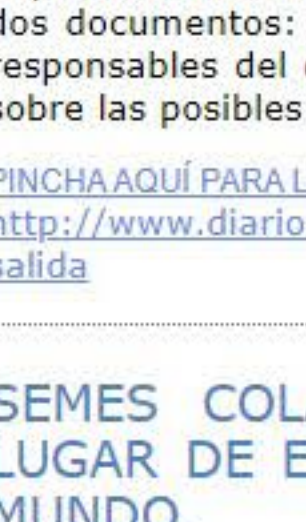 dos documentos:
responsables del
sobre las posibles
PINCHA AQUÍ PARA L
http://www.diario
salida
SEMES COL
LUGAR DE E
MUNDO